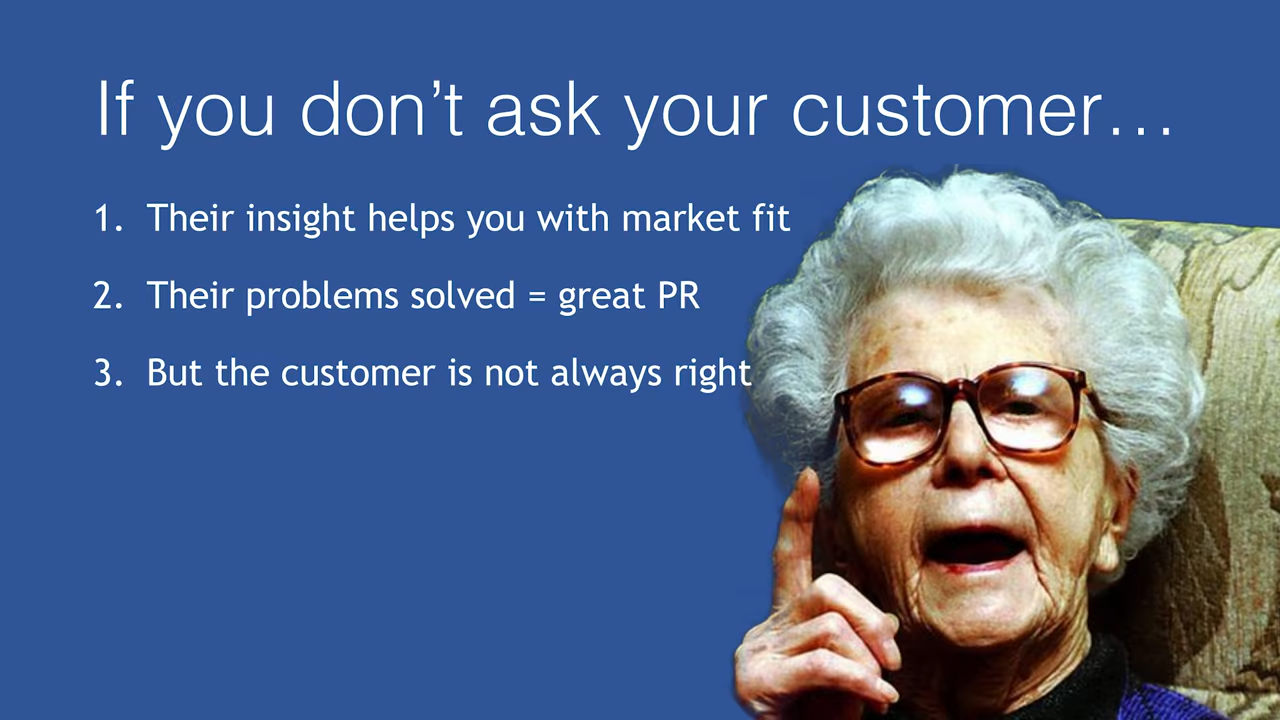 If you don’t ask your customer…
1. Their insight helps you with market fit
2. Their problems solved = great PR
3. But the customer is not always right